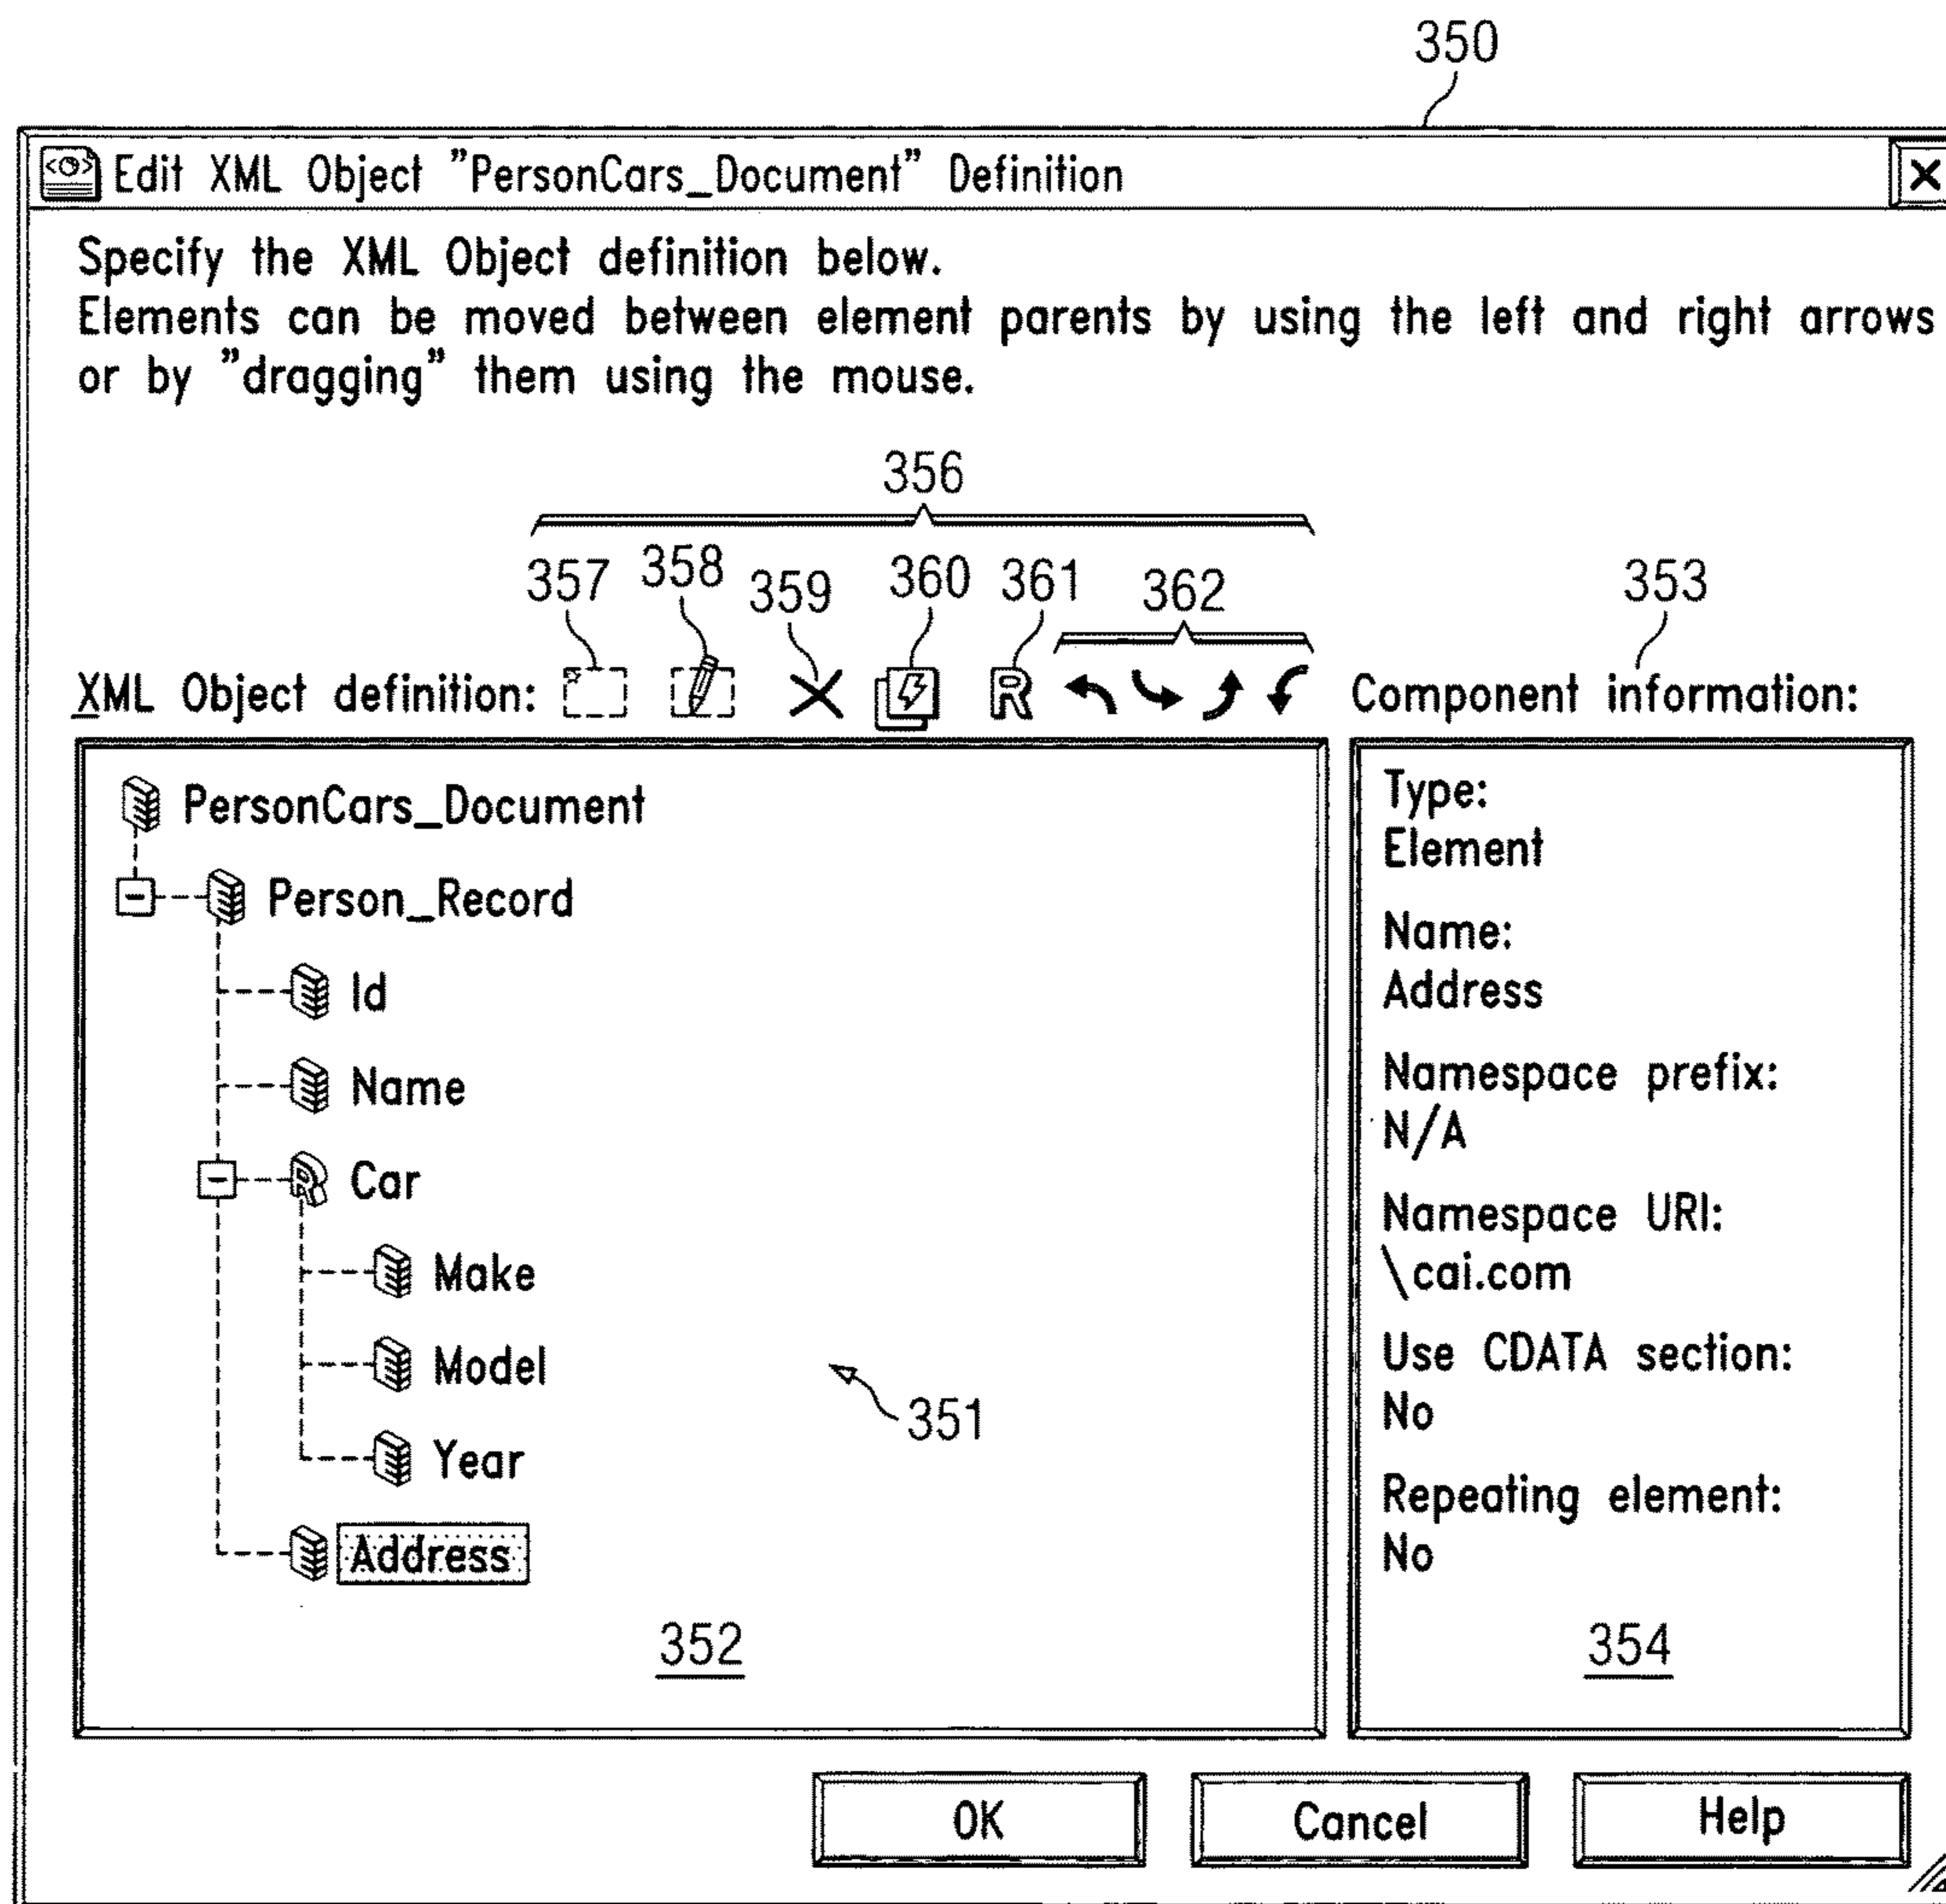 350
Edit XML Object "PersonCars_Document" Definition
Specify the XML Object definition below.
Elements can be moved between element parents by using the left and right arrows
or by "dragging" them using the mouse.
356
357 358 359 360 361 362 353
XML Object definition: R Component information:
PersonCars_Document
Person_Record
Id
Name
R Car
Make
Model
Year
Address
351
352
Type:
Element
Name:
Address
Namespace prefix:
N/A
Namespace URI:
\cai.com
Use CDATA section:
No
Repeating element:
No
354
OK Cancel Help